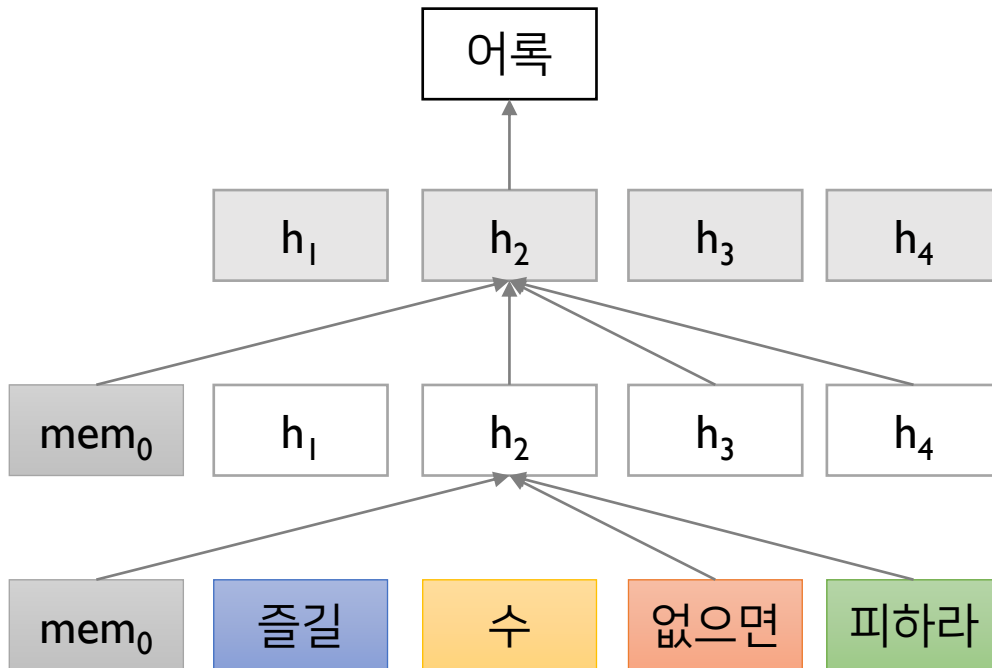 어록
h₁ h₂ h₃ h₄
mem₀ h₁ h₂ h₃ h₄
mem₀ 즐길 수 없으면 피하라